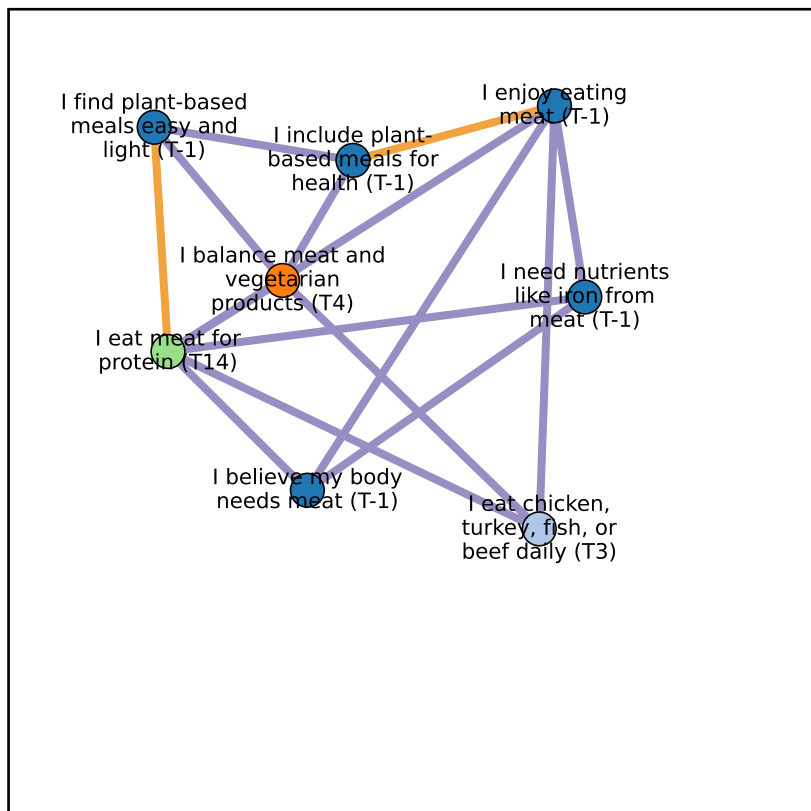 I find plant-based
meals easy and
light (T-1)
I include plant-
based meals for
health (T-1)
I enjoy eating
meat (T-1)
I balance meat and
vegetarian
products (T4)
I need nutrients
like iron from
meat (T-1)
I eat meat for
protein (T14)
I believe my body
needs meat (T-1)
I eat chicken,
turkey, fish, or
beef daily (T3)